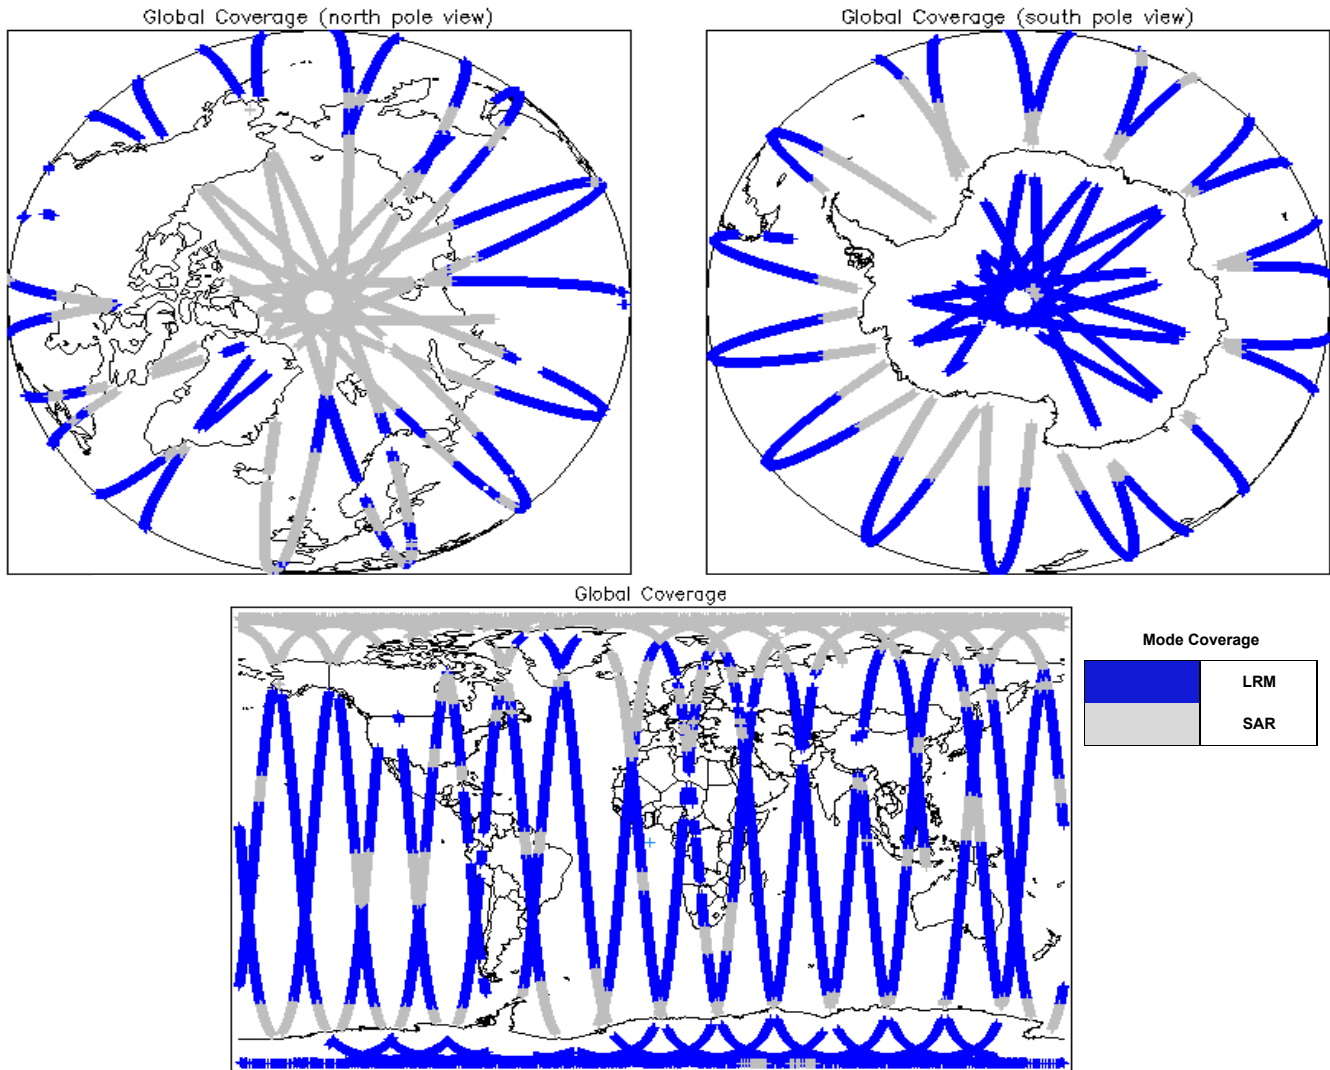 Global Coverage (north pole view)
Global Coverage (south pole view)
Global Coverage
Mode Coverage
LRM
SAR